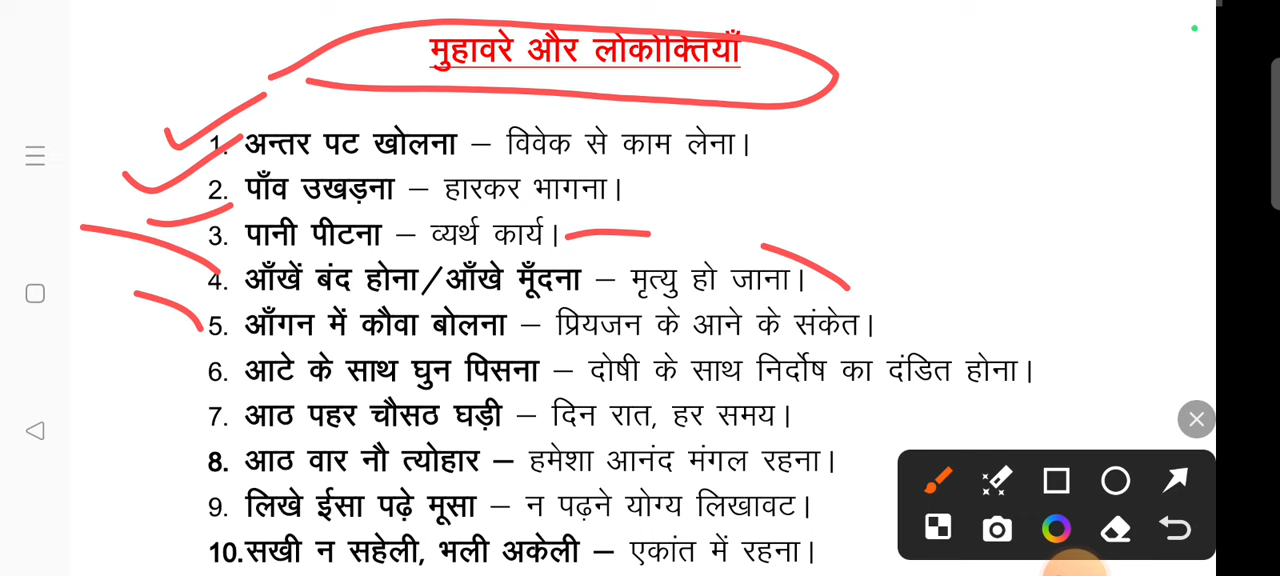 मुहावरे और लोकोक्तियाँ
1. अन्तर पट खोलना – विवेक से काम लेना।
2. पाँव उखड़ना – हारकर भागना।
3. पानी पीटना – व्यर्थ कार्य।
4. आँखें बंद होना/आँखे मूँदना – मृत्यु हो जाना।
5. आँगन में कौवा बोलना – प्रियजन के आने के संकेत।
6. आटे के साथ घुन पिसना – दोषी के साथ निर्दोष का दंडित होना।
7. आठ पहर चौसठ घड़ी – दिन रात, हर समय।
8. आठ वार नौ त्योहार – हमेशा आनंद मंगल रहना।
9. लिखे ईसा पढ़े मूसा – न पढ़ने योग्य लिखावट।
10.सखी न सहेली, भली अकेली – एकांत में रहना।